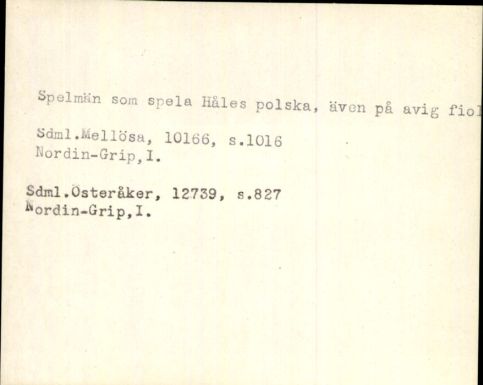 Spelmän som spela Håles polska, även på avig fiol
Sdml.Mellösa, 10166, s.1016
Nordin-Grip,I.
Sdml.Österåker, 12739, s.827
Nordin-Grip,I.